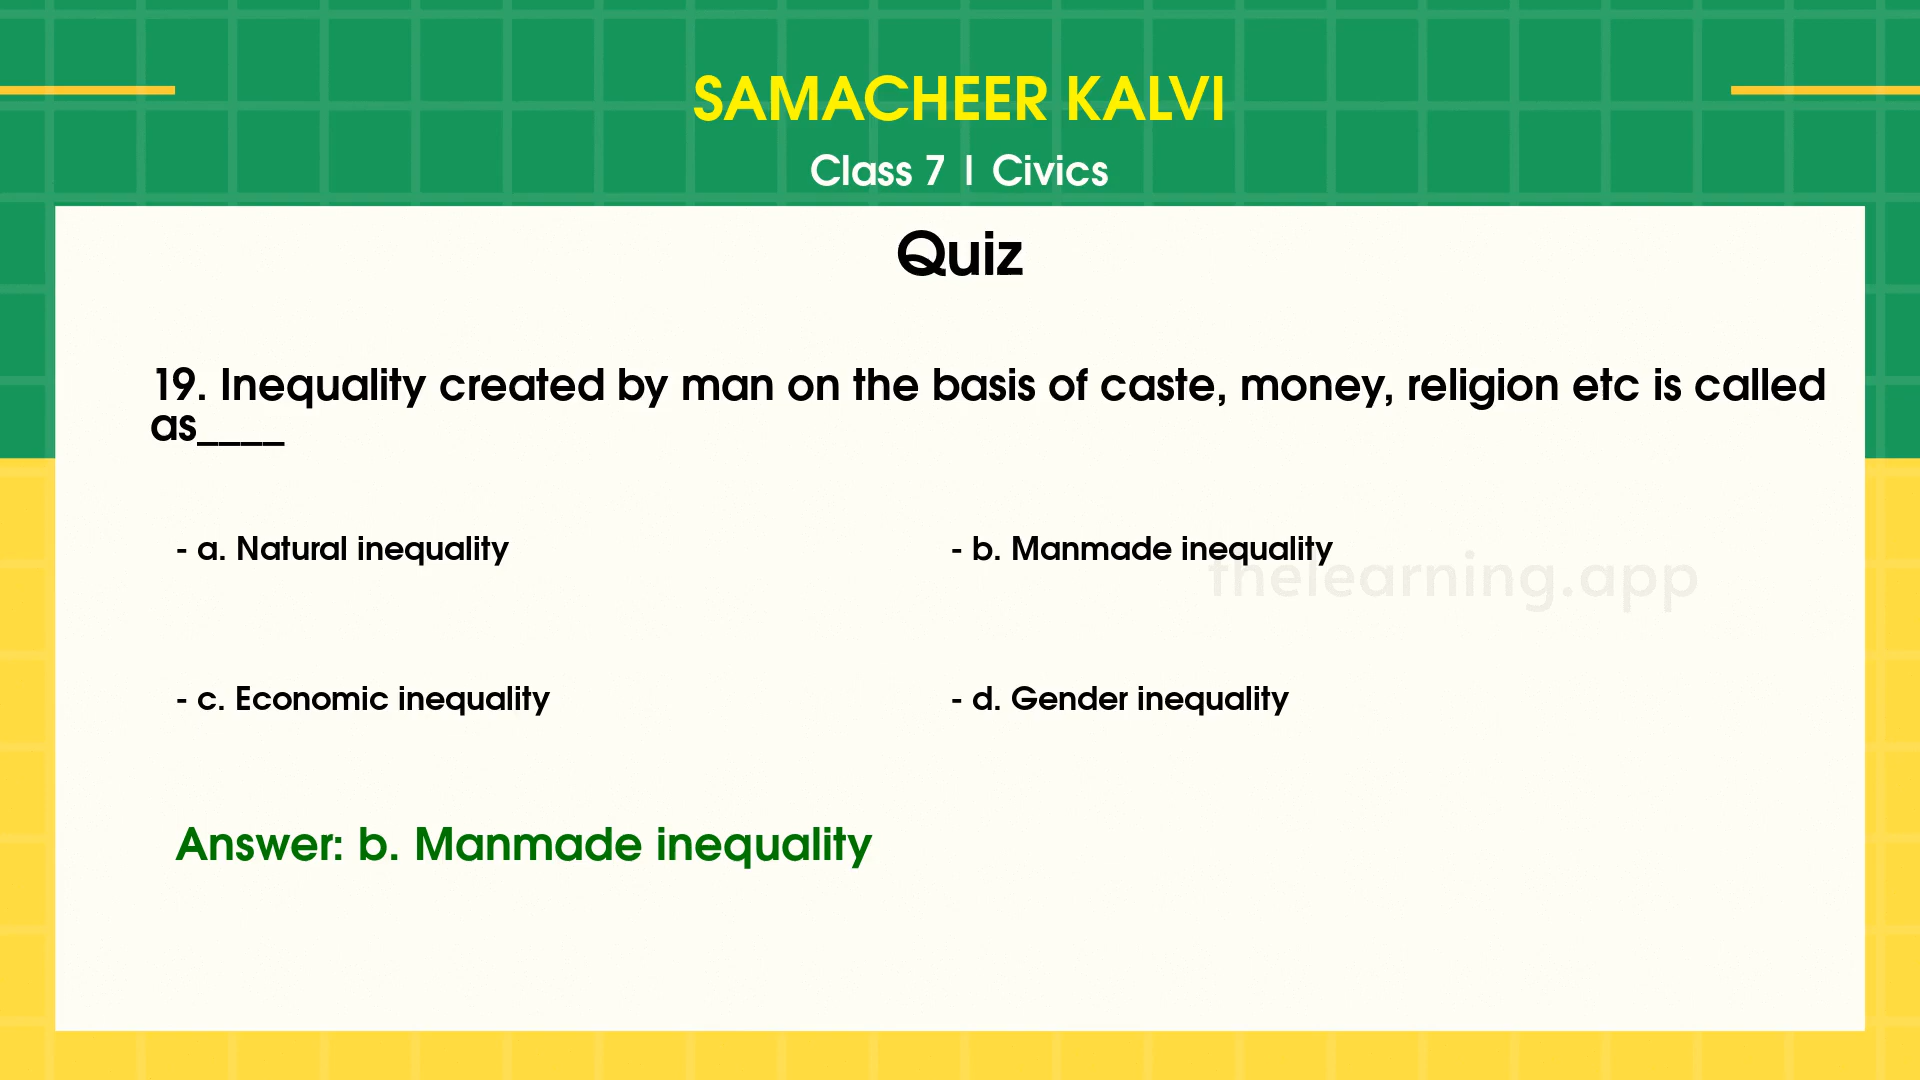 SAMACHEER KALVI
Class 7 | Civics
Quiz
19. Inequality created by man on the basis of caste, money, religion etc is called
as____
- a. Natural inequality
- b. Manmade inequality
thelearning.app
- c. Economic inequality
- d. Gender inequality
Answer: b. Manmade inequality